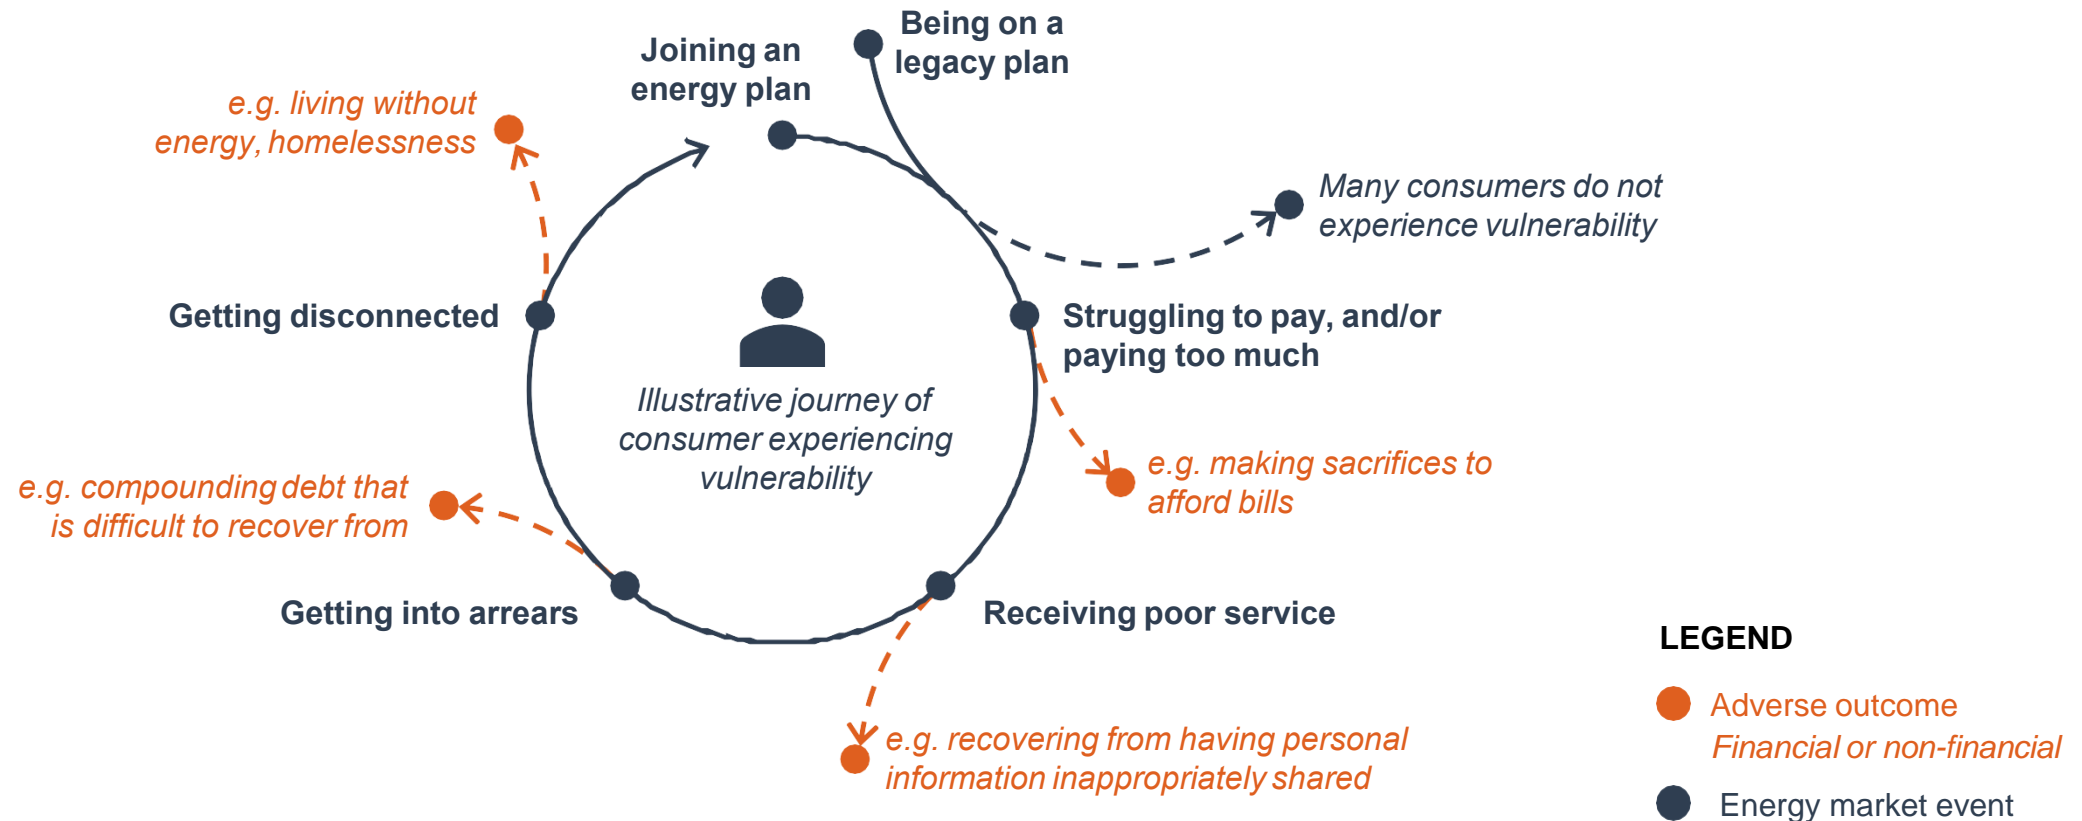 Being on a
legacy plan
Joining an
energy plan
e.g. living without
energy, homelessness
Many consumers do not
experience vulnerability
Getting disconnected
Struggling to pay, and/or
paying too much
Illustrative journey of
consumer experiencing
vulnerability
e.g. making sacrifices to
afford bills
e.g. compounding debt that
is difficult to recover from
Getting into arrears
Receiving poor service
e.g. recovering from having personal
information inappropriately shared
LEGEND
Adverse outcome
Financial or non-financial
Energy market event